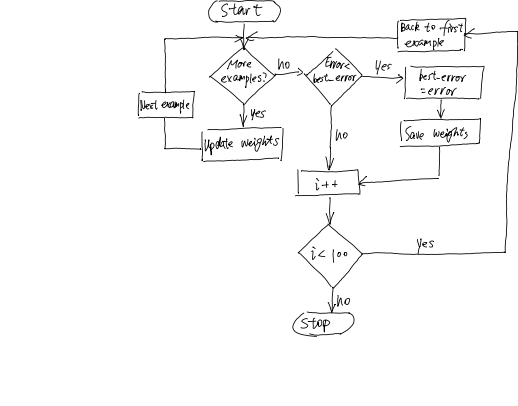 Start
Back to first
example
More
examples?
no
Error<
best_error
yes
best_error
=error
Next example
yes
Update weights
Save weights
no
i++
i<100
yes
no
Stop